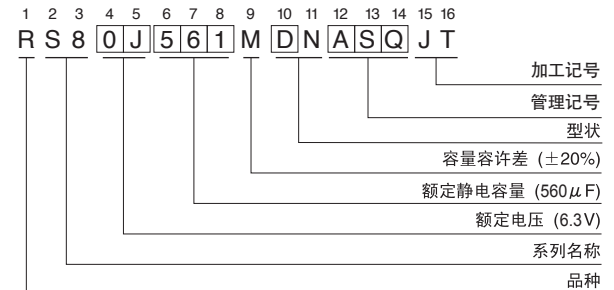 1 2 3 4 5 6 7 8 9 10 11 12 13 14 15 16
R S 8 0 J 5 6 1 M D N A S Q J T
加工记号
管理记号
型状
容量容许差 (±20%)
额定静电容量 (560μF)
额定电压 (6.3V)
系列名称
品种